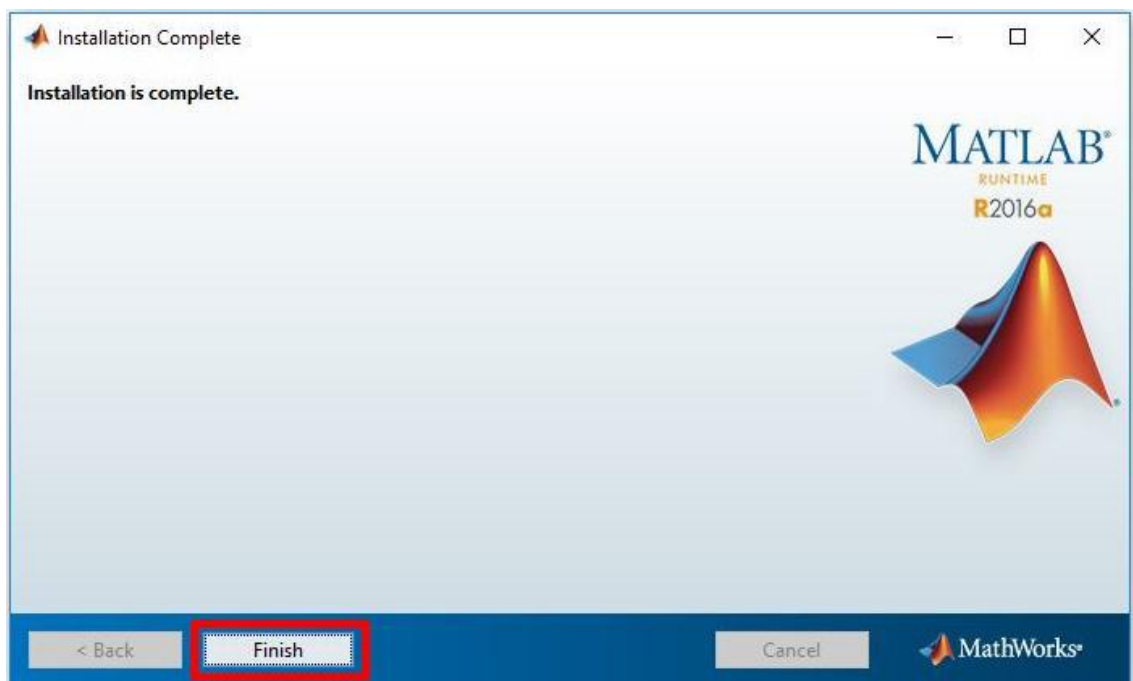 Installation Complete
Installation is complete.
MATLAB®
RUNTIME
R2016a
< Back
Finish
Cancel
MathWorks®